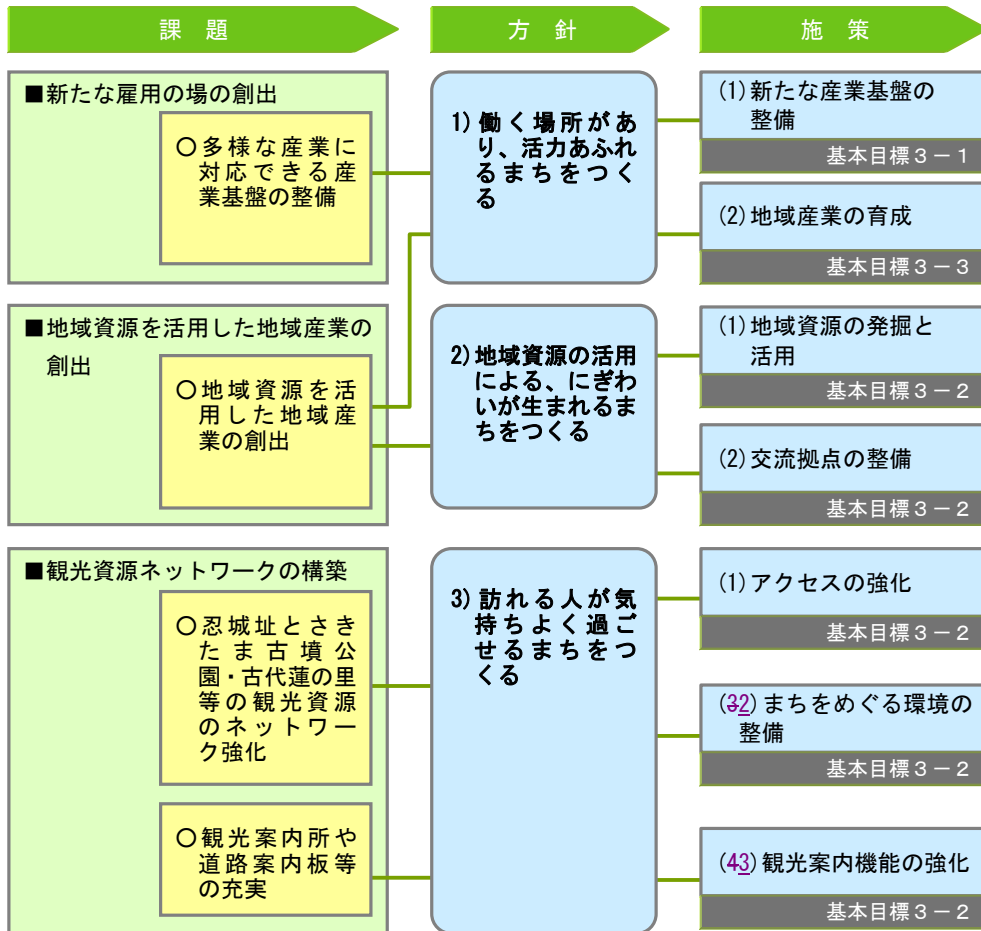 課 題
方 針
施 策
■新たな雇用の場の創出
○多様な産業に
対応できる産
業基盤の整備
1)働く場所があ
り、活力あふれ
るまちをつく
る
(1)新たな産業基盤の
整備
基本目標3-1
(2)地域産業の育成
基本目標3-3
■地域資源を活用した地域産業の
創出
○地域資源を活
用した地域産
業の創出
2)地域資源の活用
による、にぎわ
いが生まれるま
ちをつくる
(1)地域資源の発掘と
活用
基本目標3-2
(2)交流拠点の整備
基本目標3-2
■観光資源ネットワークの構築
○忍城址とさき
たま古墳公
園・古代蓮の里
等の観光資源
のネットワー
ク強化
○観光案内所や
道路案内板等
の充実
3)訪れる人が気
持ちよく過ご
せるまちをつ
くる
(1)アクセスの強化
基本目標3-2
(32)まちをめぐる環境の
整備
基本目標3-2
(43)観光案内機能の強化
基本目標3-2